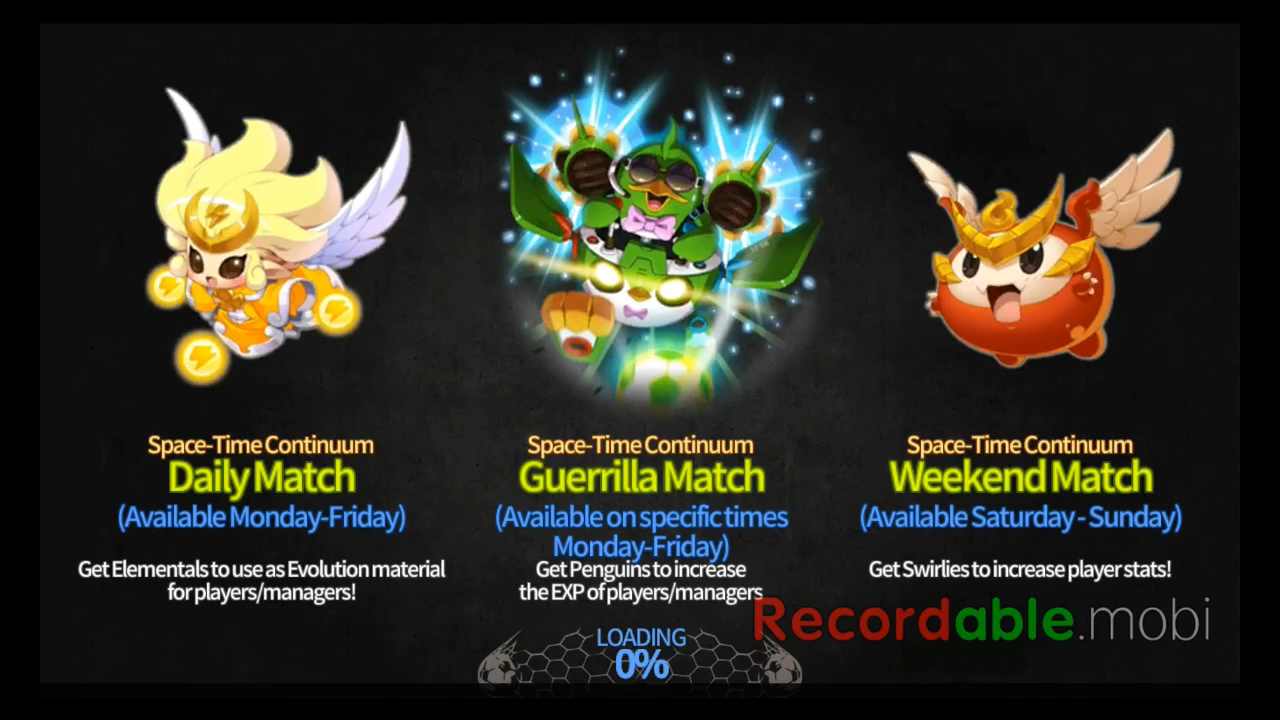 Space-Time Continuum
Daily Match
(Available Monday-Friday)
Get Elementals to use as Evolution material
for players/managers!
Space-Time Continuum
Guerrilla Match
(Available on specific times
Monday-Friday)
Get Penguins to increase
the EXP of players/managers
Space-Time Continuum
Weekend Match
(Available Saturday - Sunday)
Get Swirlies to increase player stats!
Recordable.mobi
LOADING
0%